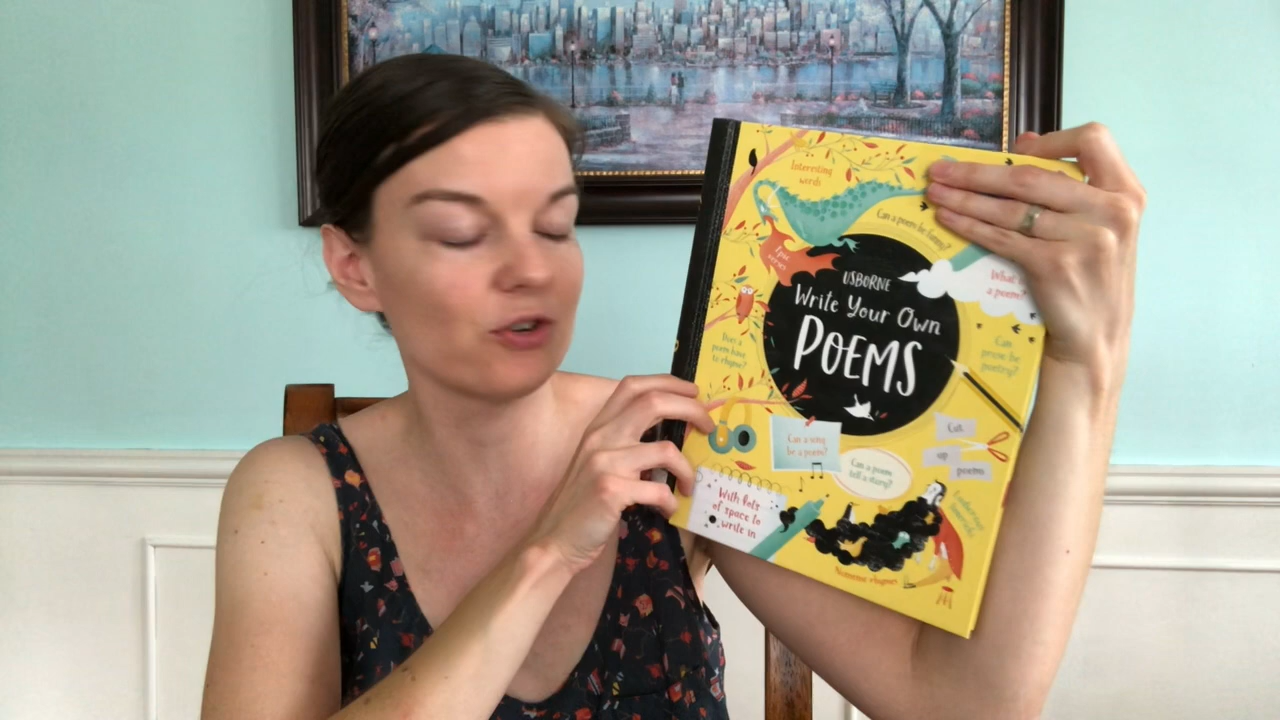 Interesting
words
Can a poem be funny?
Epic
verses
USBORNE
Write Your Own
POEMS
What's
a poem?
Does a
poem have
to rhyme?
Can
prose be
poetry?
Can a song
be a poem?
Can a poem
tell a story?
Cut
up
poems
With lots
of space to
write in
Nonsense rhymes